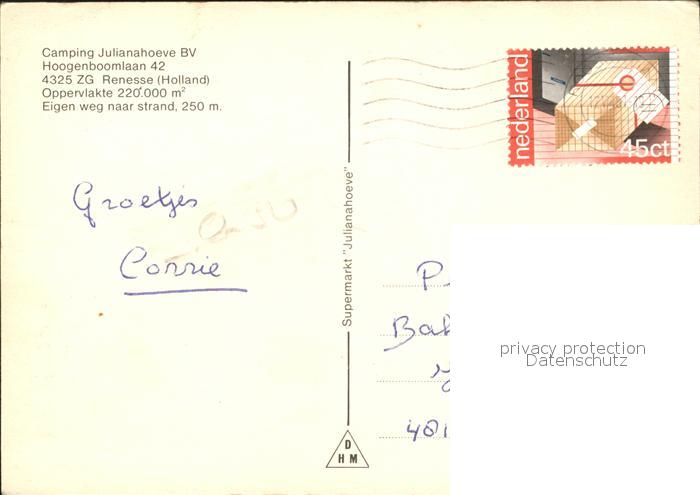 Camping Julianahoeve BV
Hoogenboomlaan 42
4325 ZG Renesse (Holland)
Oppervlakte 220.000 m²
Eigen weg naar strand, 250 m.
nederland
45ct
Groetjes
Corrie
Supermarkt "Julianahoeve"
privacy protection
Datenschutz
D
H M